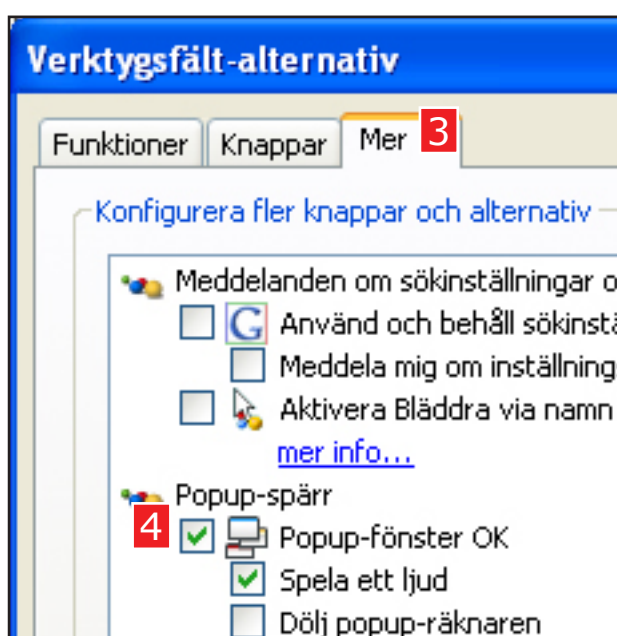 Verktygsfält-alternativ
Funktioner Knappar Mer 3
Konfigurera fler knappar och alternativ
Meddelanden om sökinställningar
G Använd och behåll
Meddela mig om
Aktivera Bläddra via namn
mer info...
Popup-spärr
4 Popup-fönster OK
Spela ett ljud
Dölj popup-räknaren